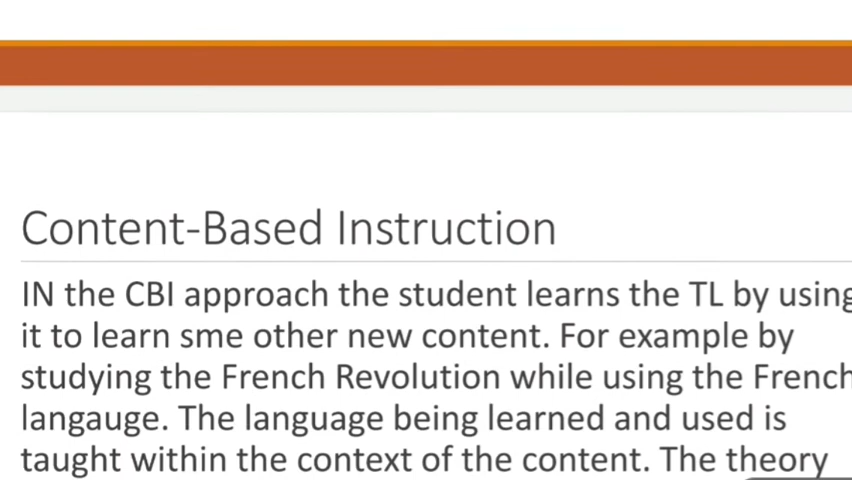 Content-Based Instruction
IN the CBI approach the student learns the TL by using
it to learn sme other new content. For example by
studying the French Revolution while using the French
langauge. The language being learned and used is
taught within the context of the content. The theory